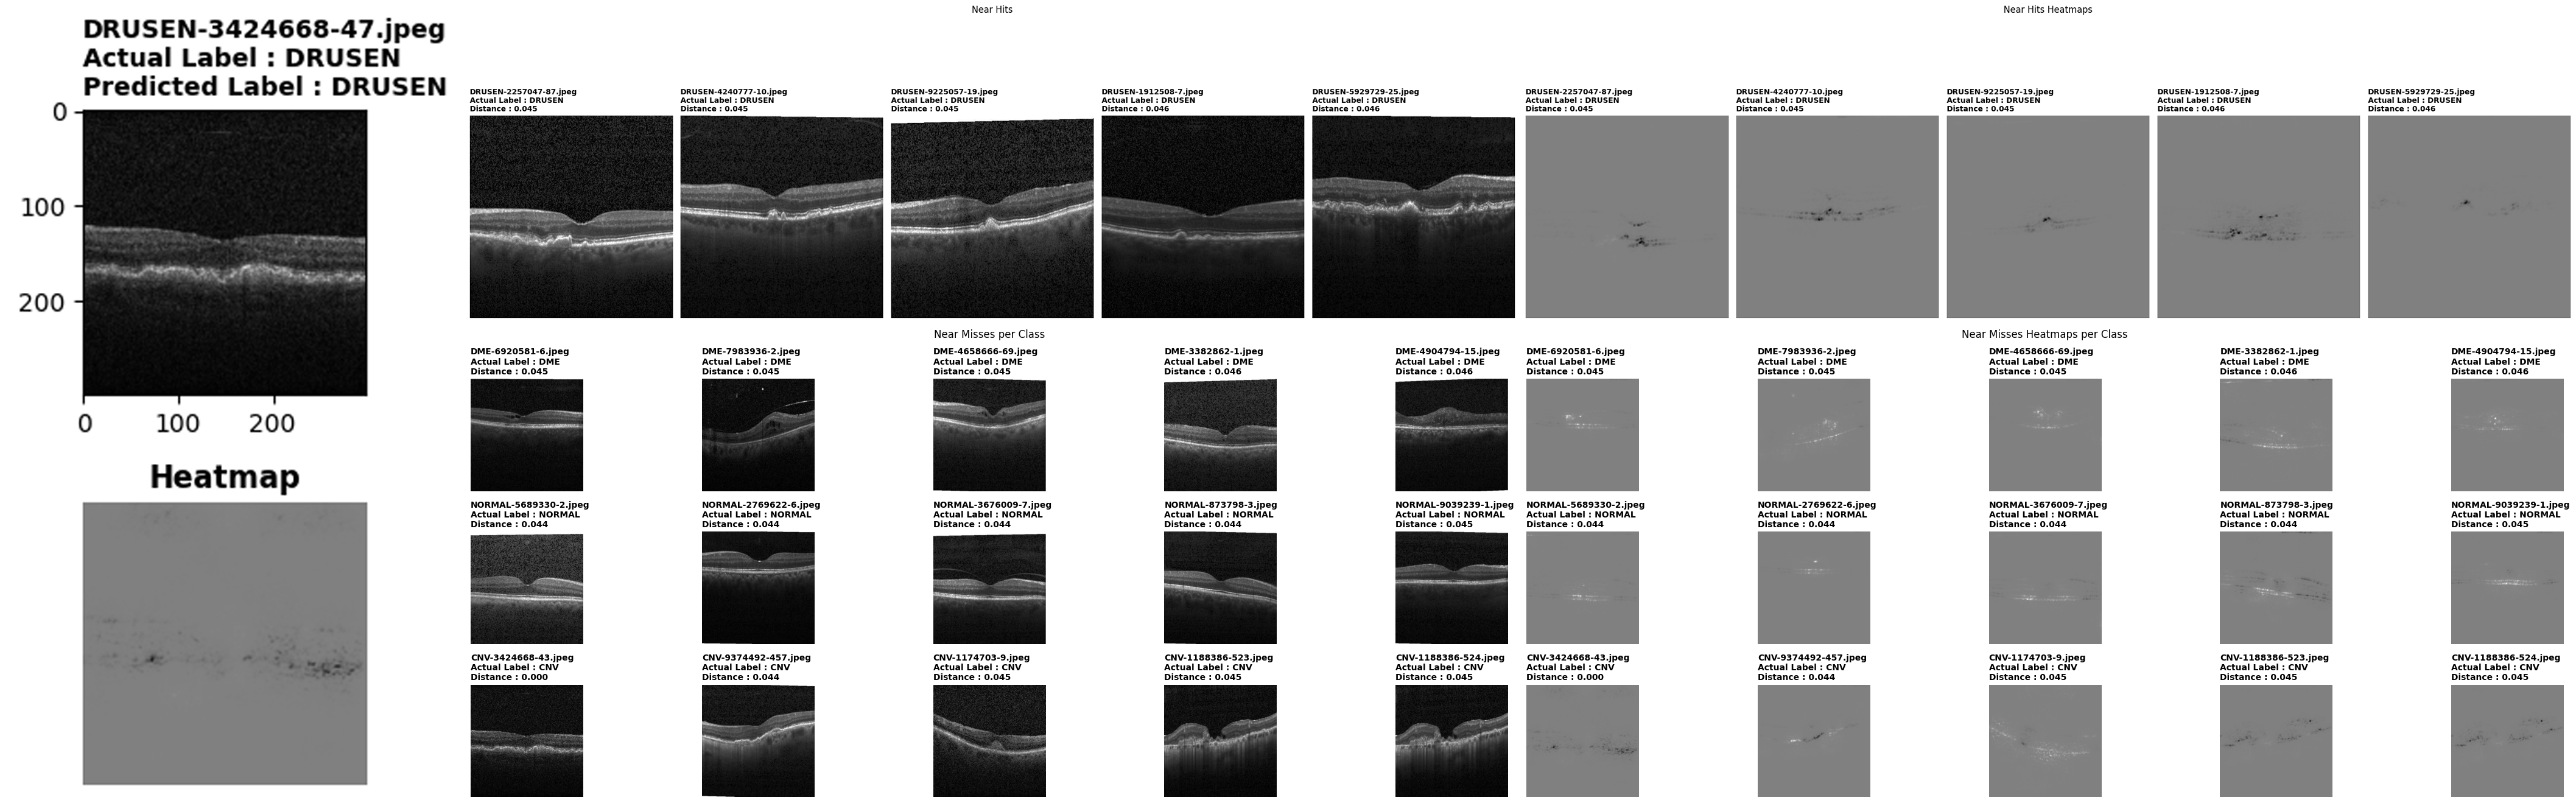 DRUSEN-3424668-47.jpeg
Actual Label : DRUSEN
Predicted Label : DRUSEN
0
100
200
0 100 200
Heatmap
Near Hits
DRUSEN-2257047-87.jpeg
Actual Label : DRUSEN
Distance : 0.045
DRUSEN-4240777-10.jpeg
Actual Label : DRUSEN
Distance : 0.045
DRUSEN-9225057-19.jpeg
Actual Label : DRUSEN
Distance : 0.045
DRUSEN-1912508-7.jpeg
Actual Label : DRUSEN
Distance : 0.046
DRUSEN-5929729-25.jpeg
Actual Label : DRUSEN
Distance : 0.046
Near Hits Heatmaps
DRUSEN-2257047-87.jpeg
Actual Label : DRUSEN
Distance : 0.045
DRUSEN-4240777-10.jpeg
Actual Label : DRUSEN
Distance : 0.045
DRUSEN-9225057-19.jpeg
Actual Label : DRUSEN
Distance : 0.045
DRUSEN-1912508-7.jpeg
Actual Label : DRUSEN
Distance : 0.046
DRUSEN-5929729-25.jpeg
Actual Label : DRUSEN
Distance : 0.046
Near Misses per Class
DME-6920581-6.jpeg
Actual Label : DME
Distance : 0.045
DME-7983936-2.jpeg
Actual Label : DME
Distance : 0.045
DME-4658666-69.jpeg
Actual Label : DME
Distance : 0.045
DME-3382862-1.jpeg
Actual Label : DME
Distance : 0.046
DME-4904794-15.jpeg
Actual Label : DME
Distance : 0.046
NORMAL-5689330-2.jpeg
Actual Label : NORMAL
Distance : 0.044
NORMAL-2769622-6.jpeg
Actual Label : NORMAL
Distance : 0.044
NORMAL-3676009-7.jpeg
Actual Label : NORMAL
Distance : 0.044
NORMAL-873798-3.jpeg
Actual Label : NORMAL
Distance : 0.044
NORMAL-9039239-1.jpeg
Actual Label : NORMAL
Distance : 0.045
CNV-3424668-43.jpeg
Actual Label : CNV
Distance : 0.000
CNV-9374492-457.jpeg
Actual Label : CNV
Distance : 0.044
CNV-1174703-9.jpeg
Actual Label : CNV
Distance : 0.045
CNV-1188386-523.jpeg
Actual Label : CNV
Distance : 0.045
CNV-1188386-524.jpeg
Actual Label : CNV
Distance : 0.045
Near Misses Heatmaps per Class
DME-6920581-6.jpeg
Actual Label : DME
Distance : 0.045
DME-7983936-2.jpeg
Actual Label : DME
Distance : 0.045
DME-4658666-69.jpeg
Actual Label : DME
Distance : 0.045
DME-3382862-1.jpeg
Actual Label : DME
Distance : 0.046
DME-4904794-15.jpeg
Actual Label : DME
Distance : 0.046
NORMAL-5689330-2.jpeg
Actual Label : NORMAL
Distance : 0.044
NORMAL-2769622-6.jpeg
Actual Label : NORMAL
Distance : 0.044
NORMAL-3676009-7.jpeg
Actual Label : NORMAL
Distance : 0.044
NORMAL-873798-3.jpeg
Actual Label : NORMAL
Distance : 0.044
NORMAL-9039239-1.jpeg
Actual Label : NORMAL
Distance : 0.045
CNV-3424668-43.jpeg
Actual Label : CNV
Distance : 0.000
CNV-9374492-457.jpeg
Actual Label : CNV
Distance : 0.044
CNV-1174703-9.jpeg
Actual Label : CNV
Distance : 0.045
CNV-1188386-523.jpeg
Actual Label : CNV
Distance : 0.045
CNV-1188386-524.jpeg
Actual Label : CNV
Distance : 0.045